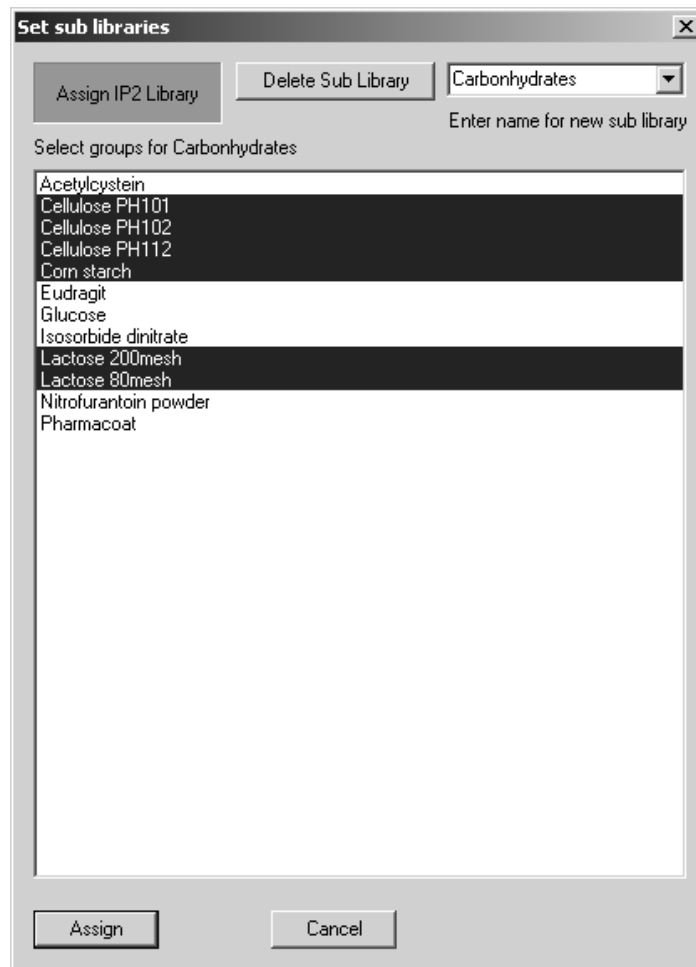 Set sub libraries
Assign IP2 Library
Delete Sub Library
Carbonhydrates
Enter name for new sub library
Select groups for Carbonhydrates
Acetylcystein
Cellulose PH101
Cellulose PH102
Cellulose PH112
Corn starch
Eudragit
Glucose
Isosorbide dinitrate
Lactose 200mesh
Lactose 80mesh
Nitrofurantoin powder
Pharmacoat
Assign
Cancel